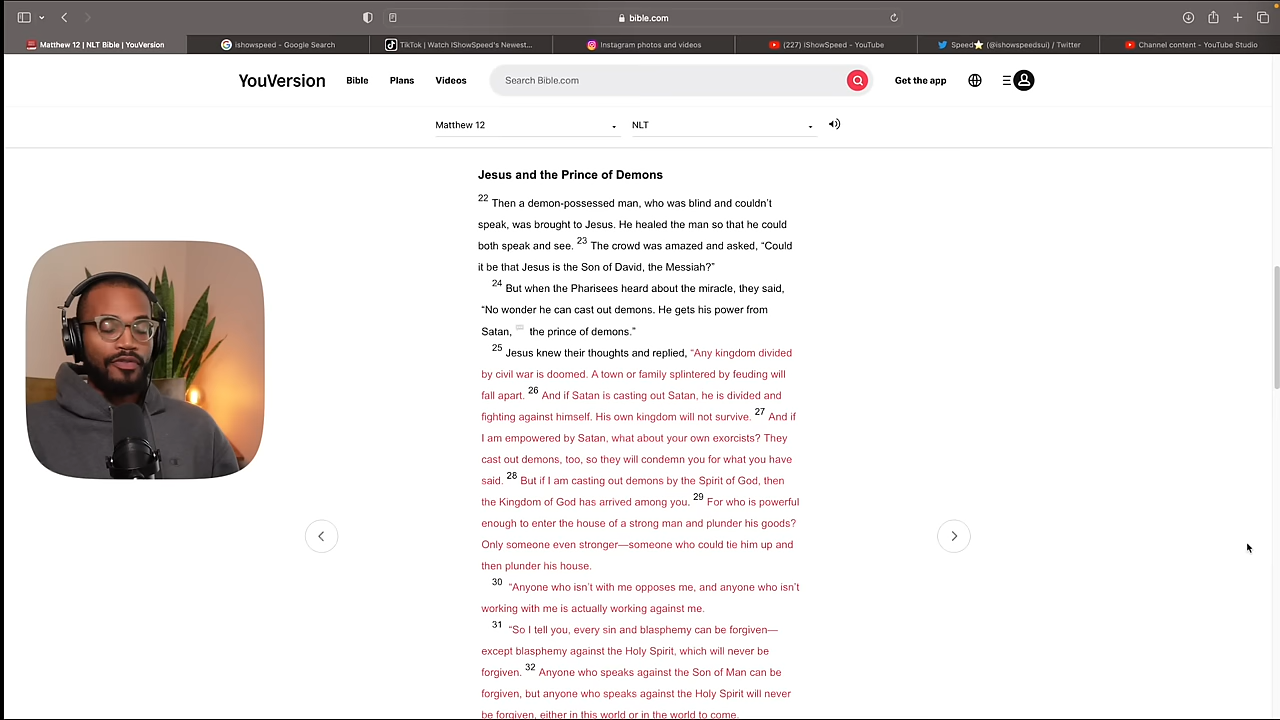 bible.com
Matthew 12 | NLT Bible | YouVersion
ishowspeed - Google Search
TikTok | Watch IShowSpeed's Newest...
Instagram photos and videos
(227) IShowSpeed - YouTube
Speed⭐ (@ishowspeedsui) / Twitter
Channel content - YouTube Studio
YouVersion
Bible
Plans
Videos
Search Bible.com
Get the app
Matthew 12
NLT
Jesus and the Prince of Demons
22 Then a demon-possessed man, who was blind and couldn't
speak, was brought to Jesus. He healed the man so that he could
both speak and see. 23 The crowd was amazed and asked, “Could
it be that Jesus is the Son of David, the Messiah?”
24 But when the Pharisees heard about the miracle, they said,
“No wonder he can cast out demons. He gets his power from
Satan, the prince of demons.”
25 Jesus knew their thoughts and replied, “Any kingdom divided
by civil war is doomed. A town or family splintered by feuding will
fall apart. 26 And if Satan is casting out Satan, he is divided and
fighting against himself. His own kingdom will not survive. 27 And if
I am empowered by Satan, what about your own exorcists? They
cast out demons, too, so they will condemn you for what you have
said. 28 But if I am casting out demons by the Spirit of God, then
the Kingdom of God has arrived among you. 29 For who is powerful
enough to enter the house of a strong man and plunder his goods?
Only someone even stronger—someone who could tie him up and
then plunder his house.
30 “Anyone who isn't with me opposes me, and anyone who isn't
working with me is actually working against me.
31 “So I tell you, every sin and blasphemy can be forgiven—
except blasphemy against the Holy Spirit, which will never be
forgiven. 32 Anyone who speaks against the Son of Man can be
forgiven, but anyone who speaks against the Holy Spirit will never
be forgiven, either in this world or in the world to come.